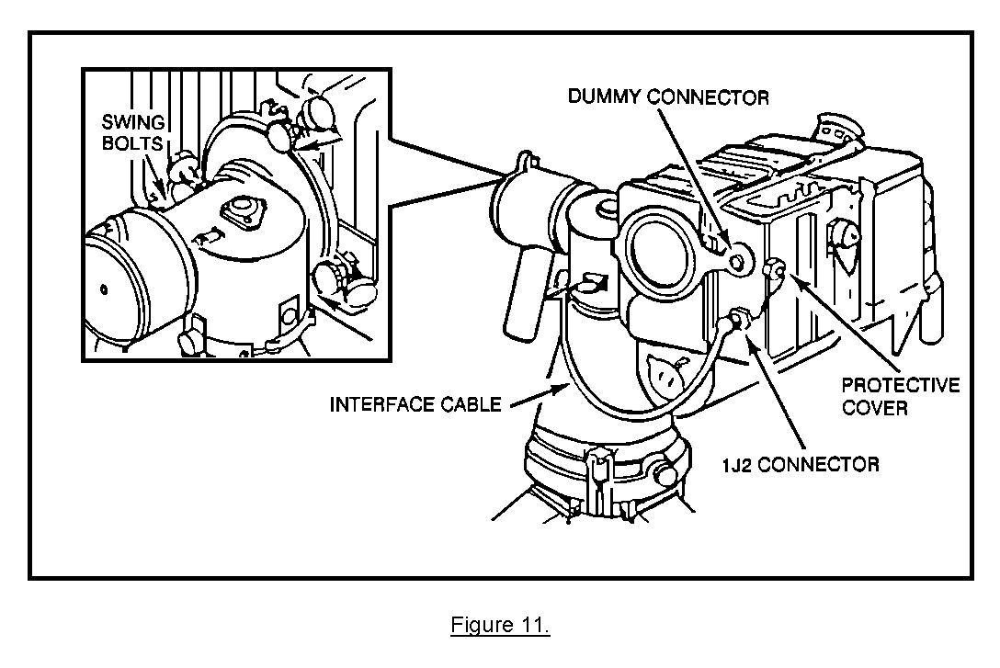 SWING
BOLTS
DUMMY CONNECTOR
INTERFACE CABLE
PROTECTIVE
COVER
1J2 CONNECTOR
Figure 11.